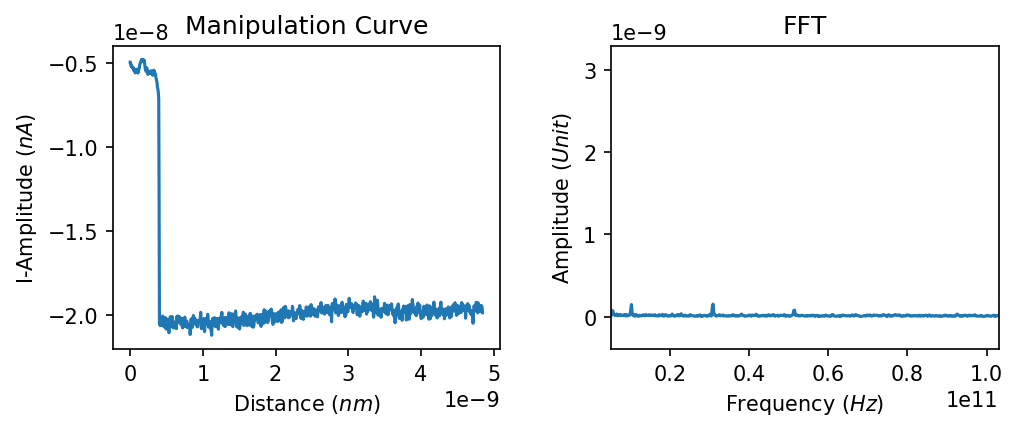 Manipulation Curve
1e−8
−0.5
−1.0
−1.5
−2.0
I-Amplitude (nA)
0 1 2 3 4 5
1e−9
Distance (nm)
FFT
1e−9
3
2
1
0
Amplitude (Unit)
0.2 0.4 0.6 0.8 1.0
1e11
Frequency (Hz)